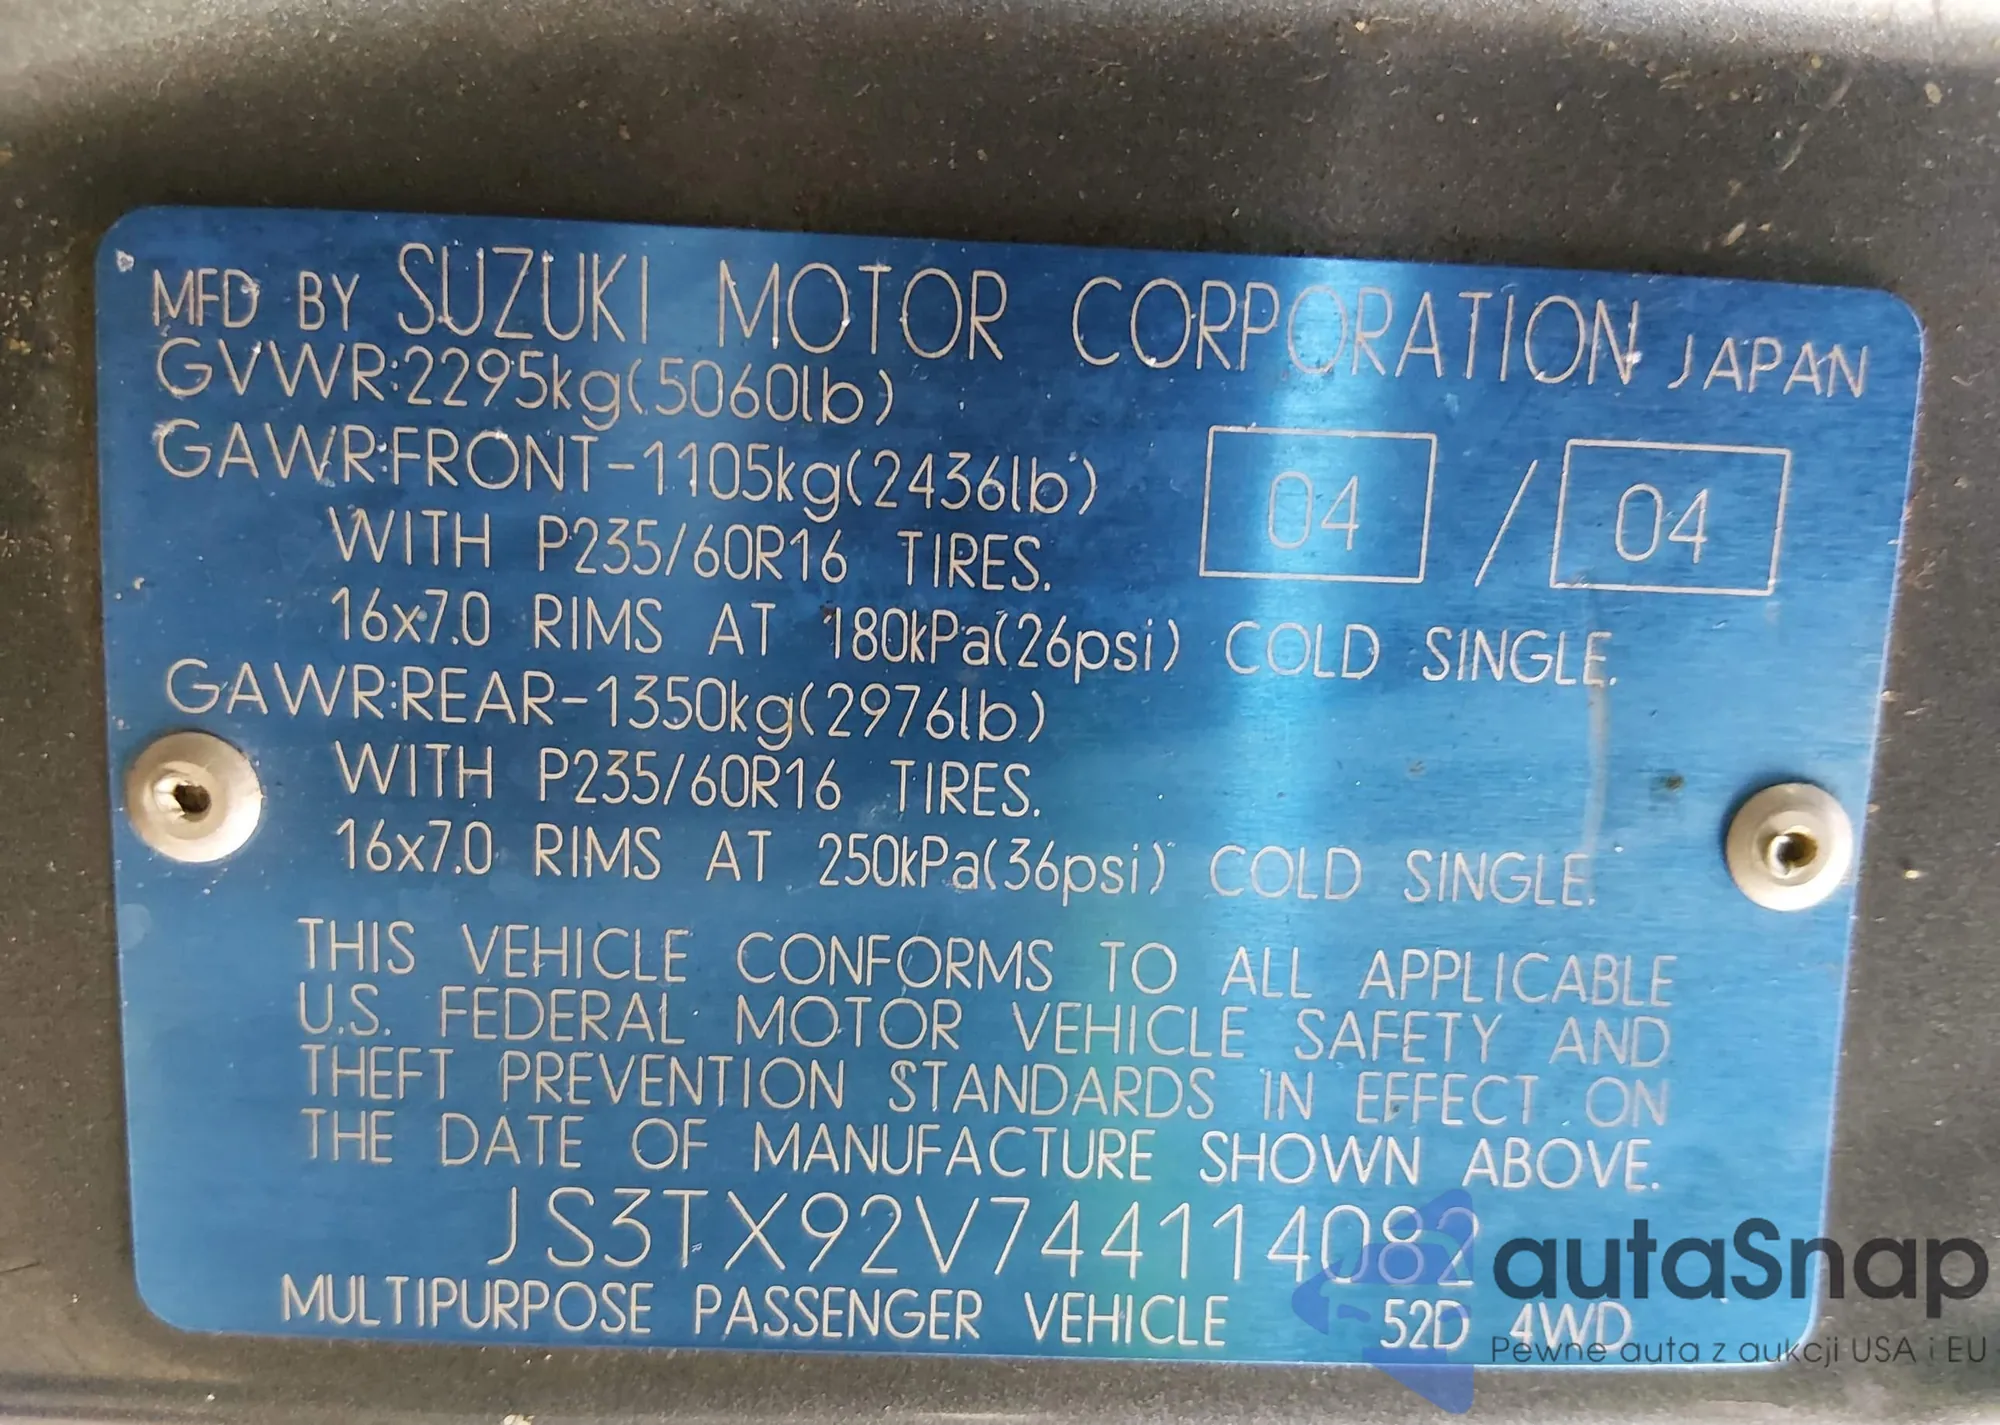 MFD BY SUZUKI MOTOR CORPORATION JAPAN
GVWR:2295kg(5060lb)
GAWR:FRONT-1105kg(2436lb)
04 / 04
WITH P235/60R16 TIRES.
16x7.0 RIMS AT 180kPa(26psi) COLD SINGLE.
GAWR:REAR-1350kg(2976lb)
WITH P235/60R16 TIRES.
16x7.0 RIMS AT 250kPa(36psi) COLD SINGLE.
THIS VEHICLE CONFORMS TO ALL APPLICABLE
U.S. FEDERAL MOTOR VEHICLE SAFETY AND
THEFT PREVENTION STANDARDS IN EFFECT ON
THE DATE OF MANUFACTURE SHOWN ABOVE.
JS3TX92V744114082
MULTIPURPOSE PASSENGER VEHICLE 52D 4WD
autaSnap
Pewne auta z aukcji USA i EU